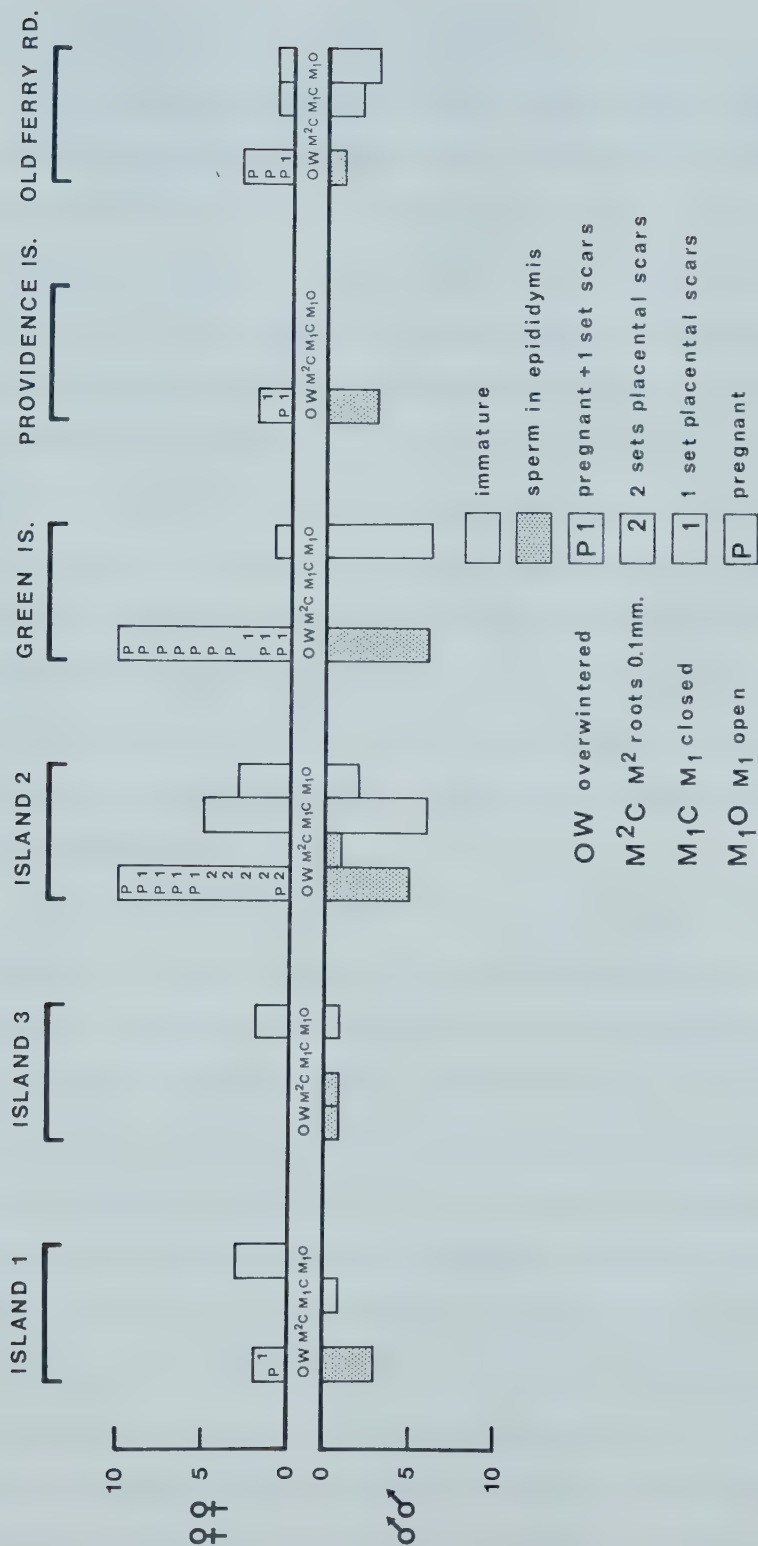 ISLAND 1
ISLAND 3
ISLAND 2
GREEN IS.
PROVIDENCE IS.
OLD FERRY RD.
♀♀
10
5
0
1
P
P
P 1
P 1
P 1
P 1
2
2
2
2
P 2
P
P
P
P
P
P
P
1
P 1
P 1
1
P 1
P
P
P 1
OW M²C M₁C M₁O
OW M²C M₁C M₁O
OW M²C M₁C M₁O
OW M²C M₁C M₁O
OW M²C M₁C M₁O
OW M²C M₁C M₁O
♂♂
0
5
10
OW overwintered
M²C M² roots 0.1mm.
M₁C M₁ closed
M₁O M₁ open
immature
sperm in epididymis
P 1 pregnant + 1 set scars
2 2 sets placental scars
1 1 set placental scars
P pregnant